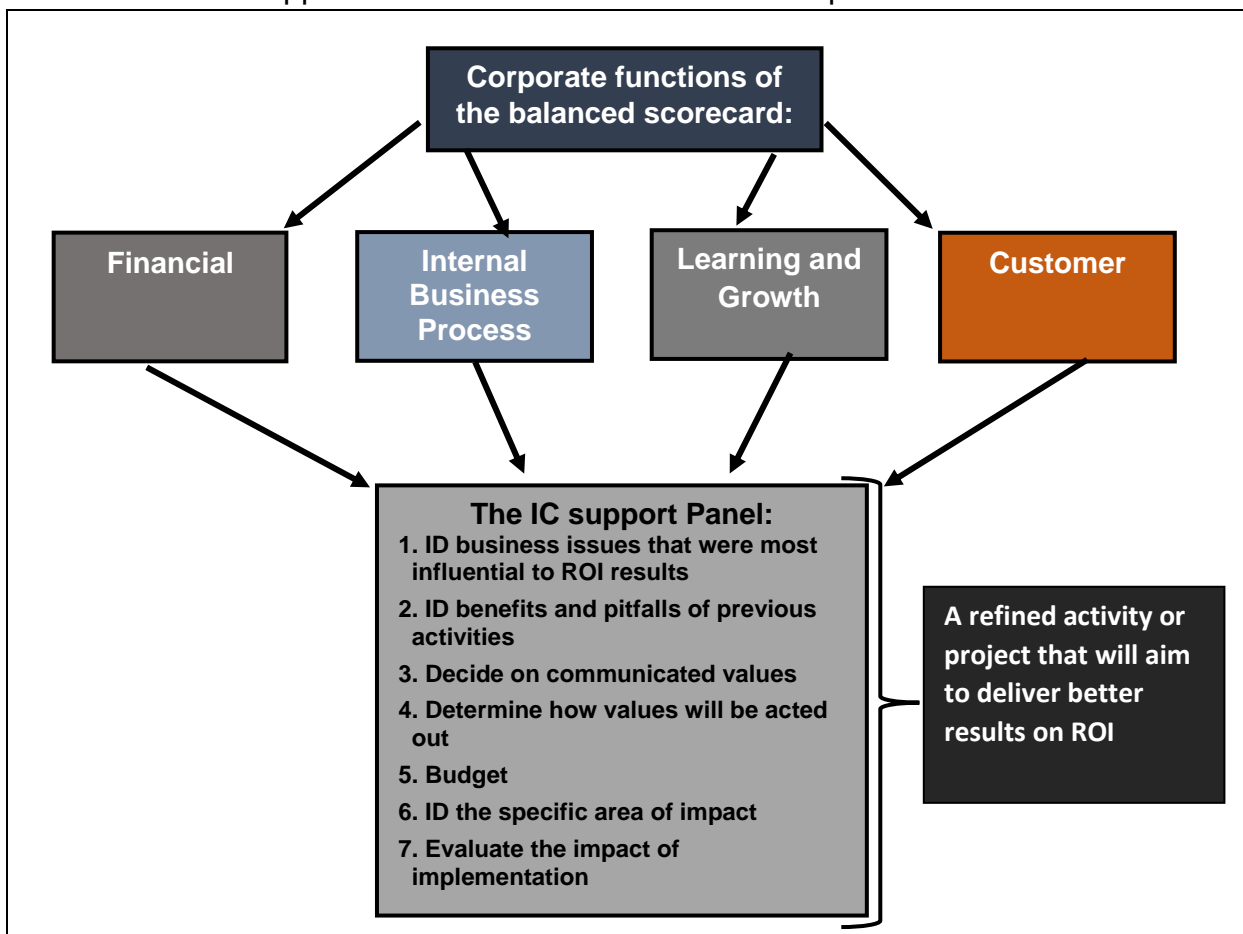 Corporate functions of
the balanced scorecard:
Financial
Internal
Business
Process
Learning and
Growth
Customer
The IC support Panel:
1. ID business issues that were most
influential to ROI results
2. ID benefits and pitfalls of previous
activities
3. Decide on communicated values
4. Determine how values will be acted
out
5. Budget
6. ID the specific area of impact
7. Evaluate the impact of
implementation
A refined activity or
project that will aim
to deliver better
results on ROI